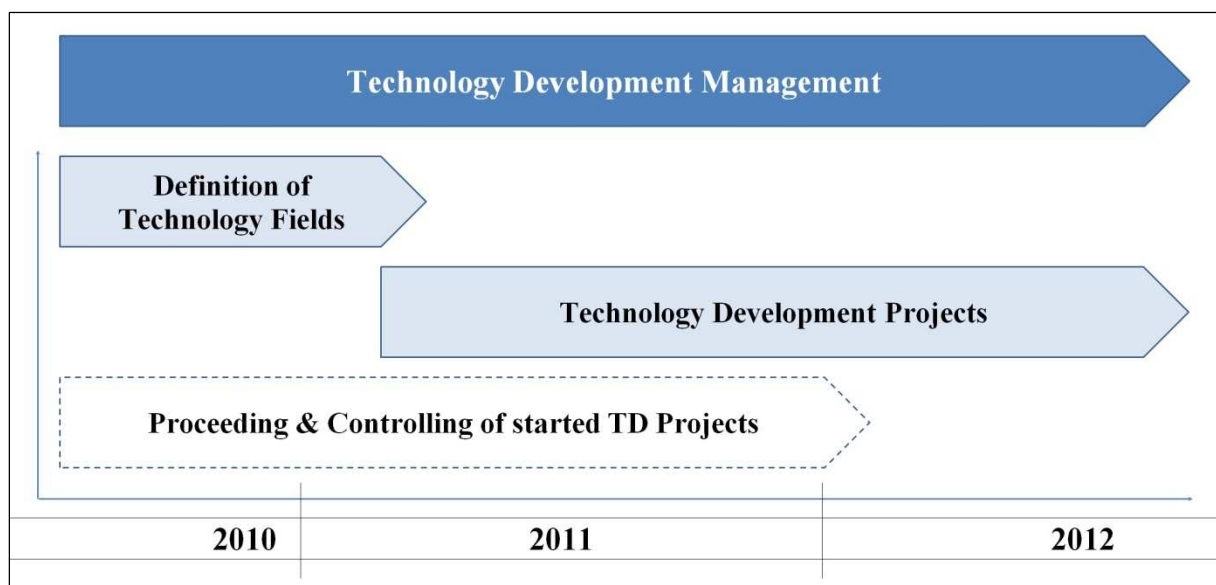 Technology Development Management
Definition of
Technology Fields
Technology Development Projects
Proceeding & Controlling of started TD Projects
2010 2011 2012